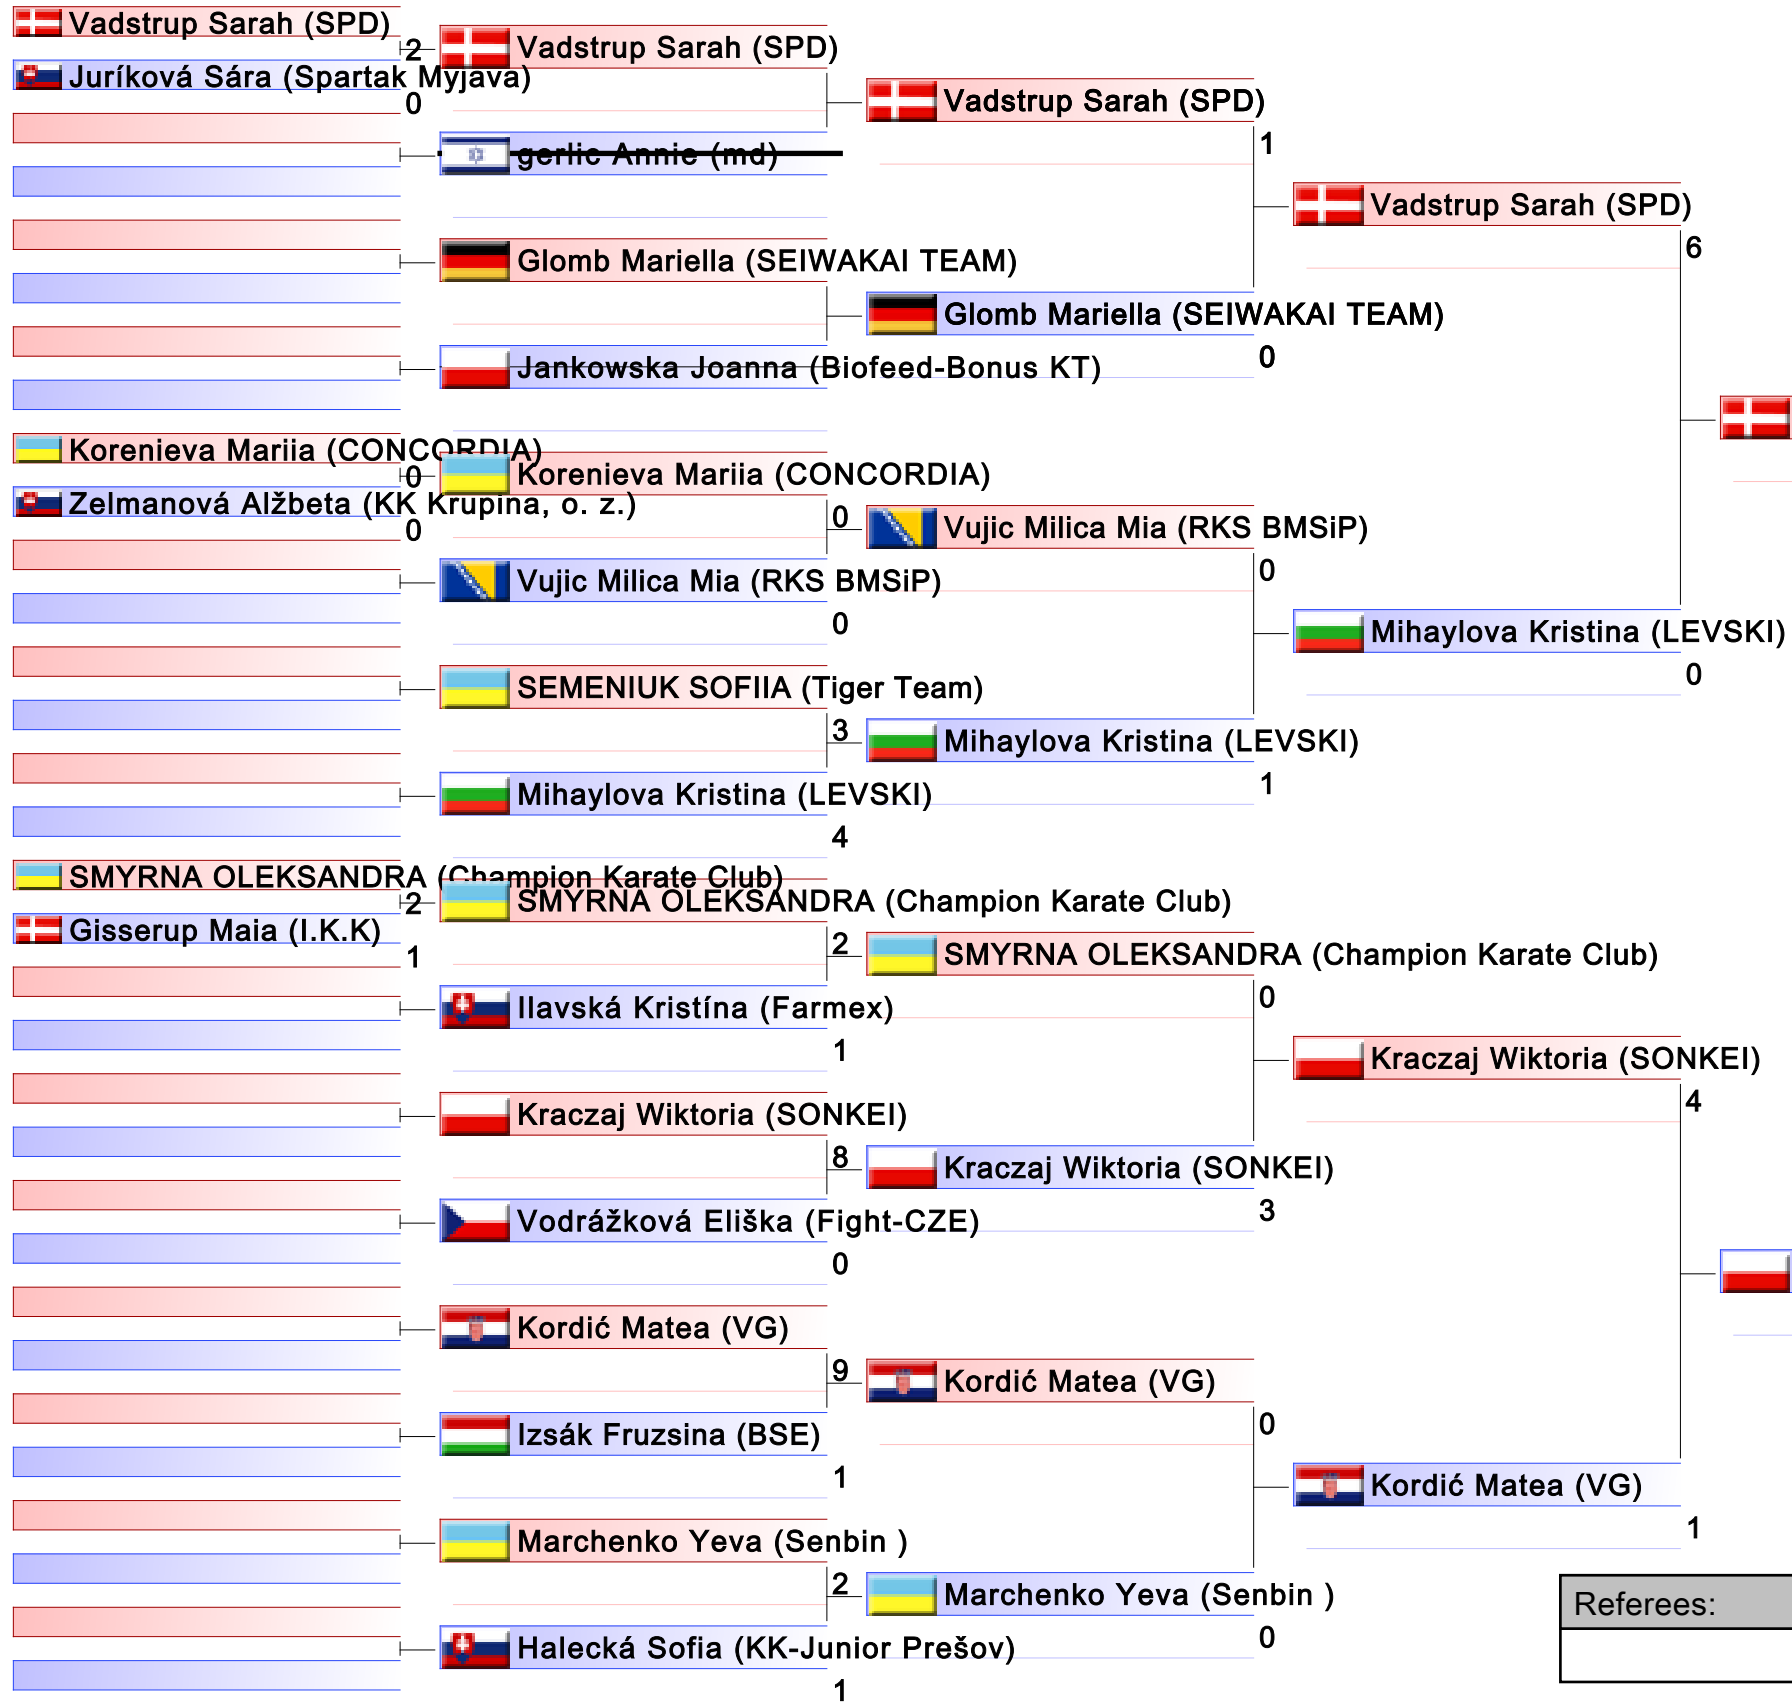 Vadstrup Sarah (SPD)
2
Juríková Sára (Spartak Myjava)
0
Korenieva Mariia (CONCORDIA)
0
Zelmanová Alžbeta (KK Krupina, o. z.)
0
SMYRNA OLEKSANDRA (Champion Karate Club)
2
Gisserup Maia (I.K.K)
1
Vadstrup Sarah (SPD)
gerlic Annie (md)
Glomb Mariella (SEIWAKAI TEAM)
Jankowska Joanna (Biofeed-Bonus KT)
Korenieva Mariia (CONCORDIA)
0
Vujic Milica Mia (RKS BMSiP)
0
SEMENIUK SOFIIA (Tiger Team)
3
Mihaylova Kristina (LEVSKI)
4
SMYRNA OLEKSANDRA (Champion Karate Club)
2
Ilavská Kristína (Farmex)
1
Kraczaj Wiktoria (SONKEI)
8
Vodrážková Eliška (Fight-CZE)
0
Kordić Matea (VG)
9
Izsák Fruzsina (BSE)
1
Marchenko Yeva (Senbin )
2
Halecká Sofia (KK-Junior Prešov)
1
Vadstrup Sarah (SPD)
1
Glomb Mariella (SEIWAKAI TEAM)
0
Vujic Milica Mia (RKS BMSiP)
0
Mihaylova Kristina (LEVSKI)
1
SMYRNA OLEKSANDRA (Champion Karate Club)
0
Kraczaj Wiktoria (SONKEI)
3
Kordić Matea (VG)
0
Marchenko Yeva (Senbin )
0
Vadstrup Sarah (SPD)
6
Mihaylova Kristina (LEVSKI)
0
Kraczaj Wiktoria (SONKEI)
4
Kordić Matea (VG)
1
Referees: